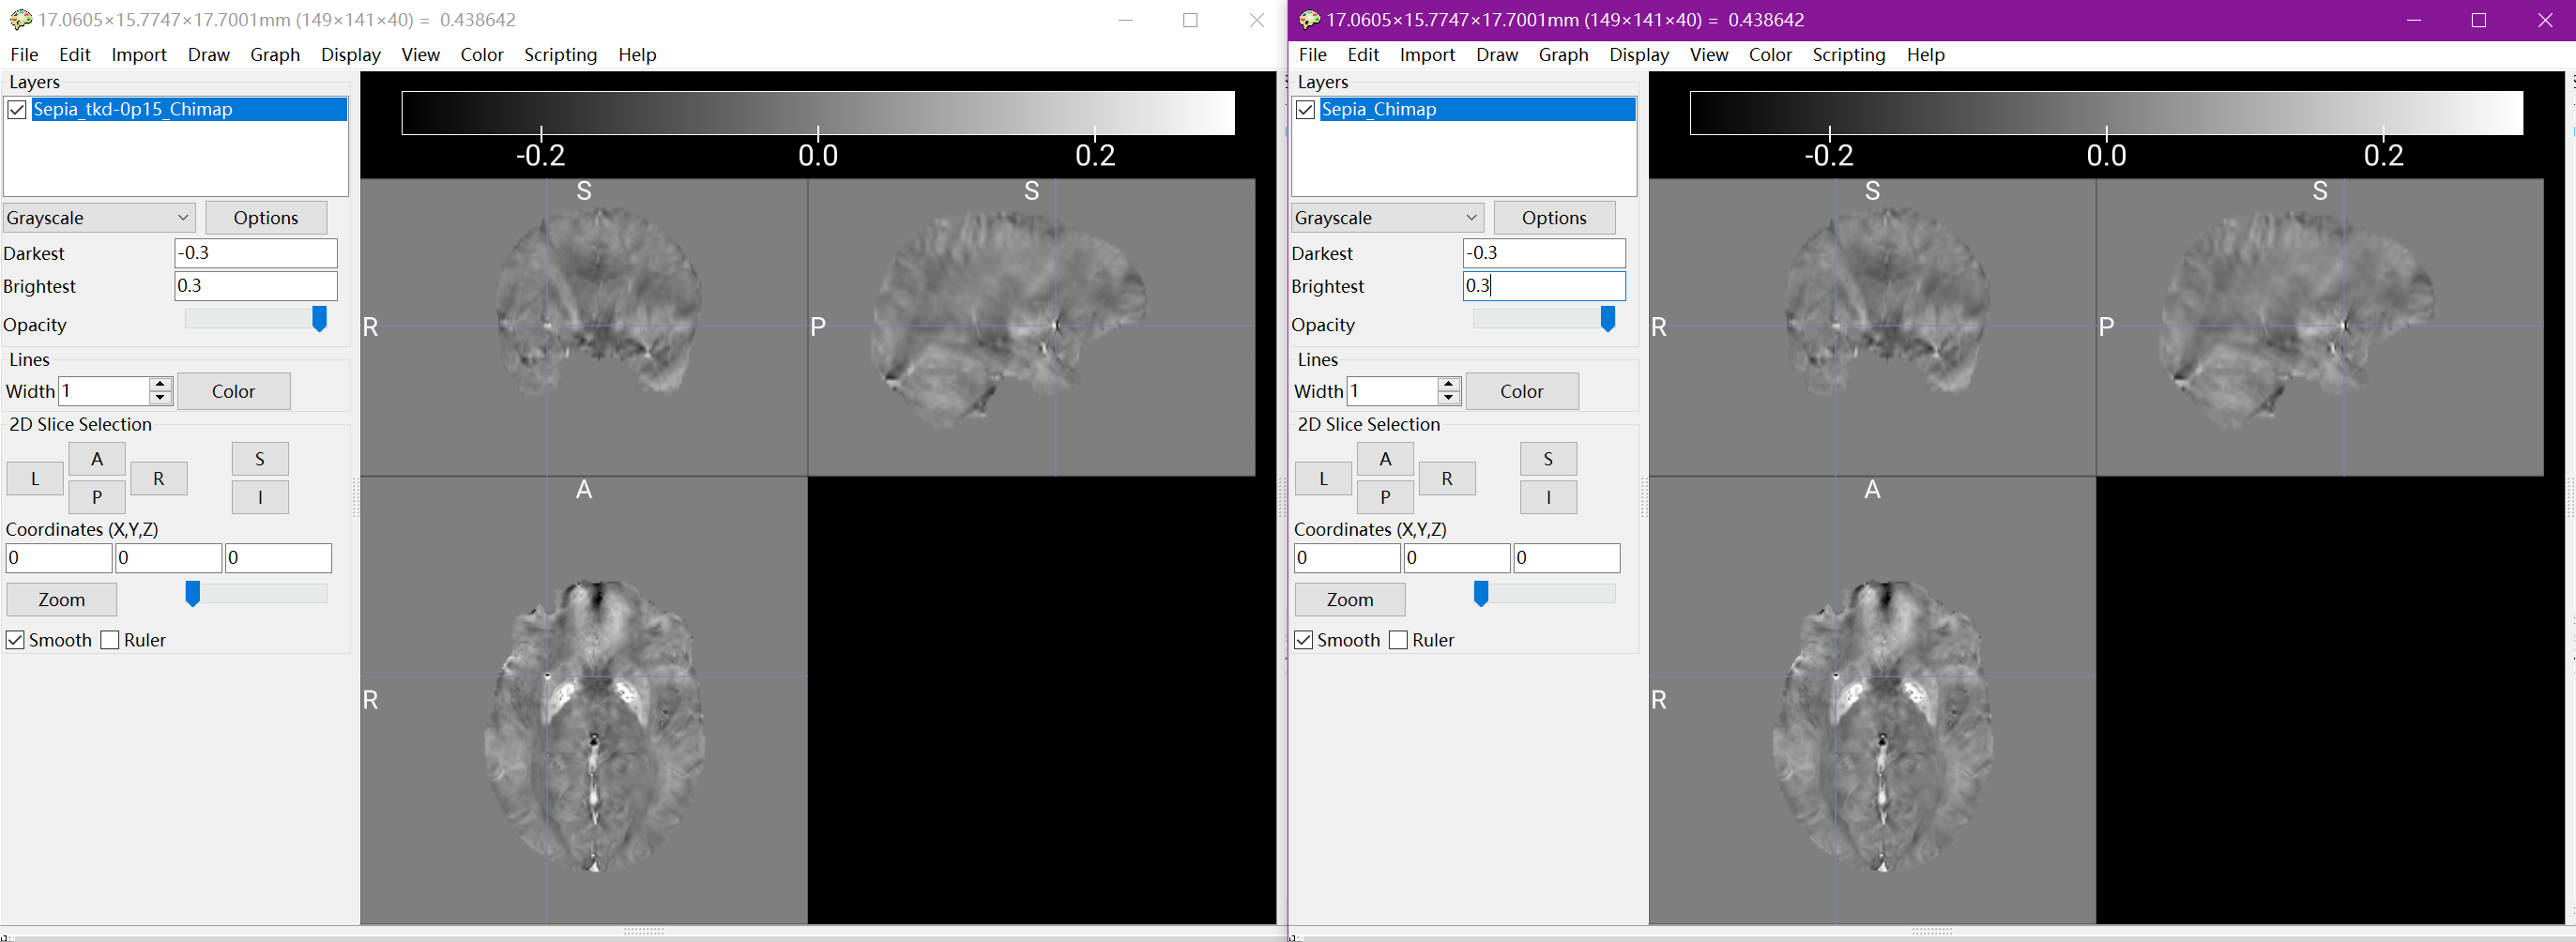 17.0605×15.7747×17.7001mm (149×141×40) = 0.438642
File Edit Import Draw Graph Display View Color Scripting Help
Layers
Sepia_tkd-0p15_Chimap
Grayscale Options
Darkest -0.3
Brightest 0.3
Opacity
Lines
Width 1 Color
2D Slice Selection
A S
L R
P I
Coordinates (X,Y,Z)
0 0 0
Zoom
Smooth Ruler
-0.2 0.0 0.2
S S
R P
A
R
17.0605×15.7747×17.7001mm (149×141×40) = 0.438642
File Edit Import Draw Graph Display View Color Scripting Help
Layers
Sepia_Chimap
Grayscale Options
Darkest -0.3
Brightest 0.3
Opacity
Lines
Width 1 Color
2D Slice Selection
A S
L R
P I
Coordinates (X,Y,Z)
0 0 0
Zoom
Smooth Ruler
-0.2 0.0 0.2
S S
R P
A
R